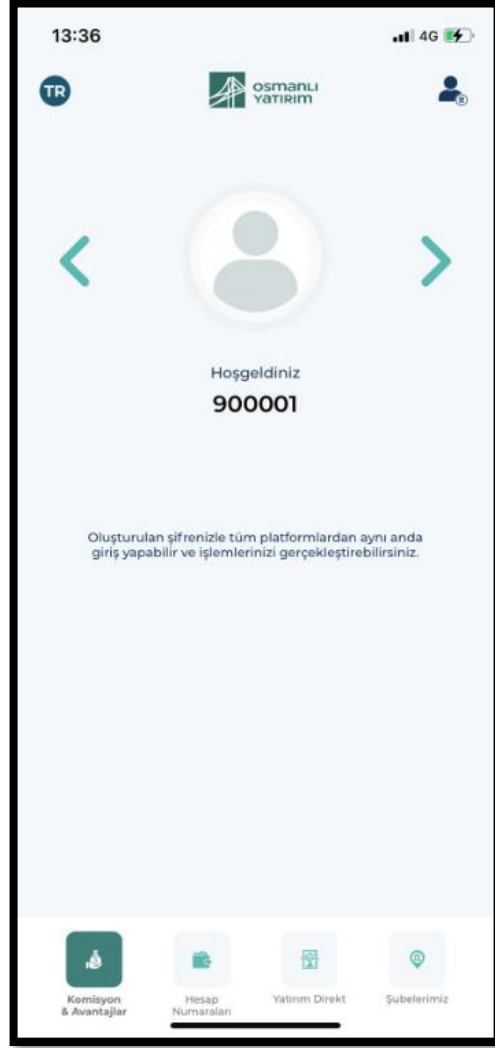 13:36
4G
TR
osmanlı
YATIRIM
Hoşgeldiniz
900001
Oluşturulan şifrenizle tüm platformlardan aynı anda
giriş yapabilir ve işlemlerinizi gerçekleştirebilirsiniz.
Komisyon
& Avantajlar
Hesap
Numaraları
Yatırım Direkt
Şubelerimiz